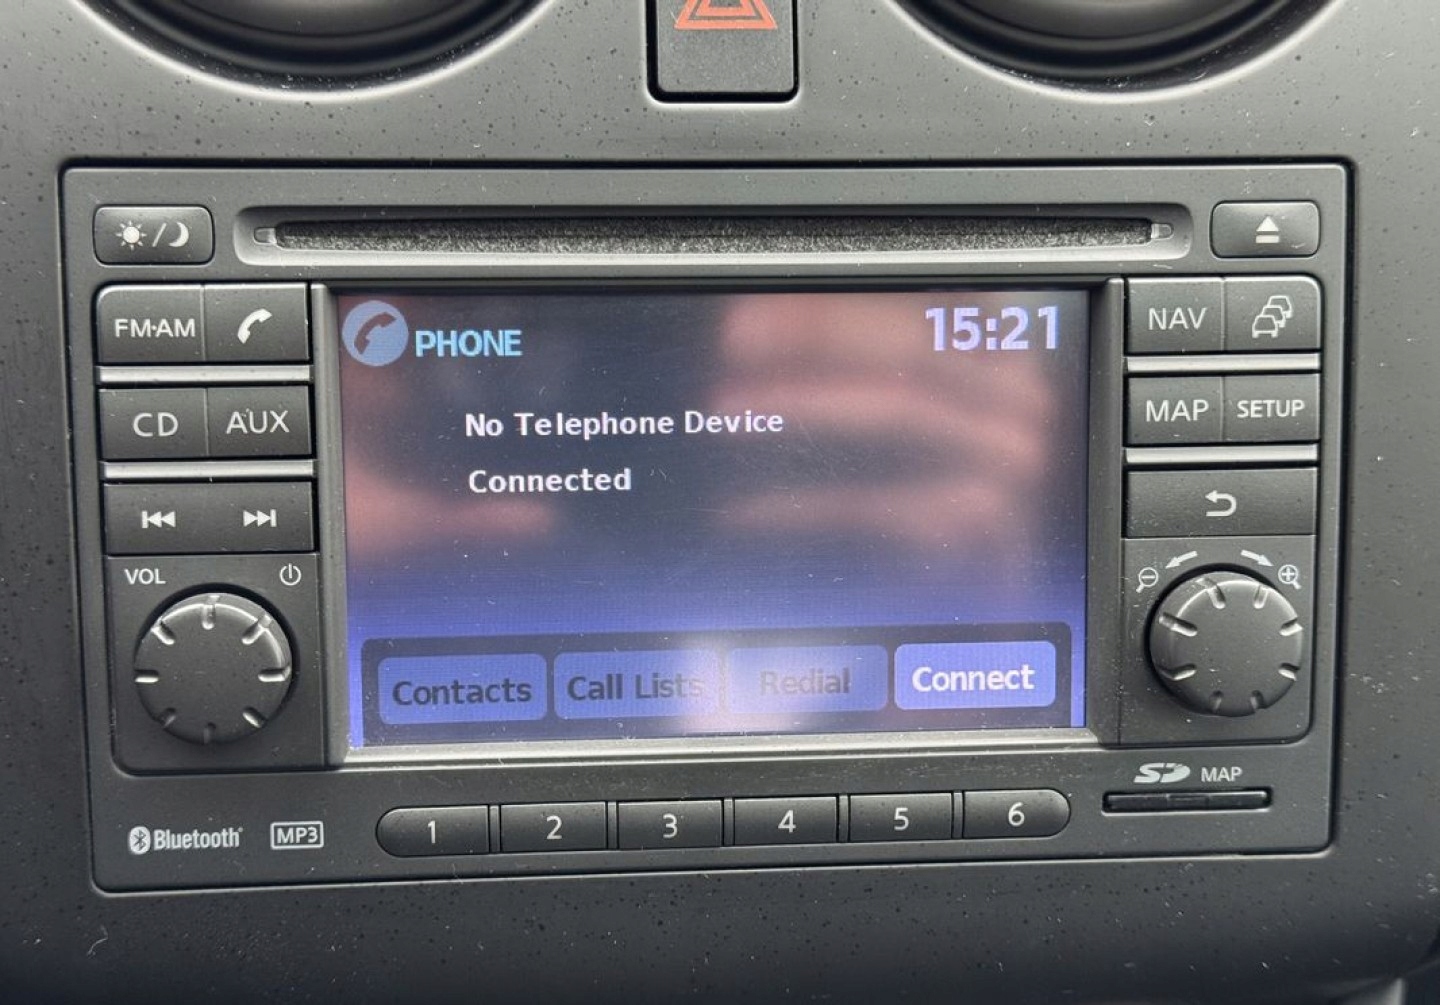 FM·AM
CD
AUX
VOL
PHONE
15:21
No Telephone Device
Connected
Contacts
Call Lists
Redial
Connect
NAV
MAP
SETUP
SD MAP
Bluetooth
MP3
1
2
3
4
5
6